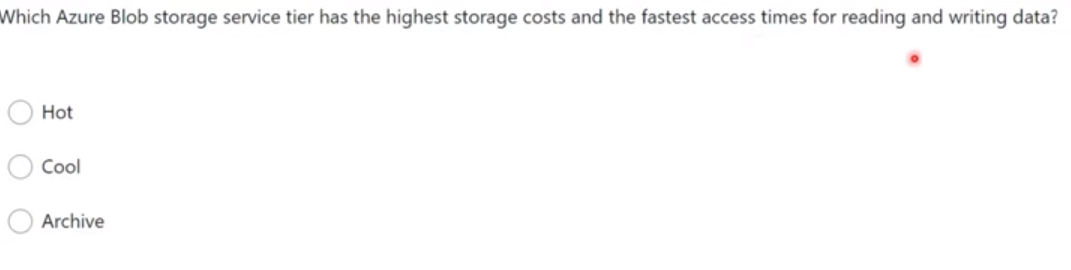 Which Azure Blob storage service tier has the highest storage costs and the fastest access times for reading and writing data?
Hot
Cool
Archive